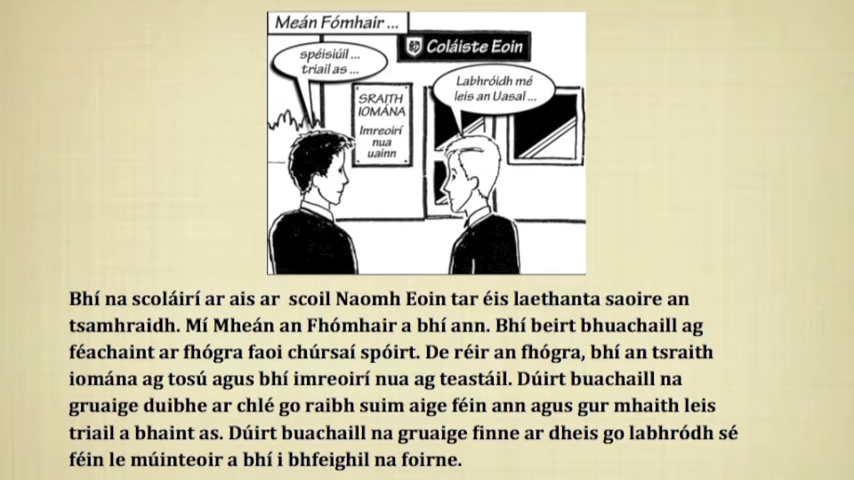 Meán Fómhair ...
Coláiste Eoin
spéisiúil ...
triail as ...
Labhróidh mé
leis an Uasal ...
SRAITH
IOMÁNA
Imreoirí
nua
uainn
Bhí na scoláirí ar ais ar scoil Naomh Eoin tar éis laethanta saoire an
tsamhraidh. Mí Mheán an Fhómhair a bhí ann. Bhí beirt bhuachaill ag
féachaint ar fhógra faoi chúrsaí spóirt. De réir an fhógra, bhí an tsraith
iomána ag tosú agus bhí imreoirí nua ag teastáil. Dúirt buachaill na
gruaige duibhe ar chlé go raibh suim aige féin ann agus gur mhaith leis
triail a bhaint as. Dúirt buachaill na gruaige finne ar dheis go labhródh sé
féin le múinteoir a bhí i bhfeighil na foirne.